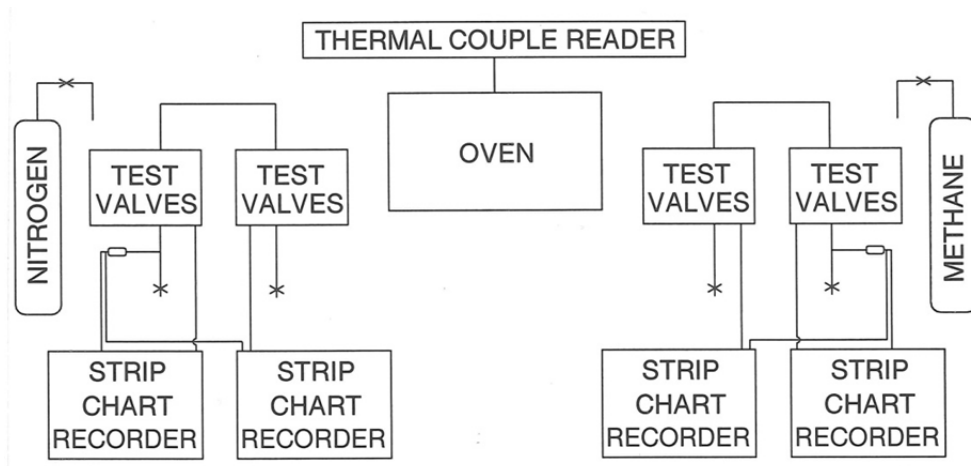 THERMAL COUPLE READER
NITROGEN
TEST
VALVES
TEST
VALVES
OVEN
TEST
VALVES
TEST
VALVES
METHANE
STRIP
CHART
RECORDER
STRIP
CHART
RECORDER
STRIP
CHART
RECORDER
STRIP
CHART
RECORDER